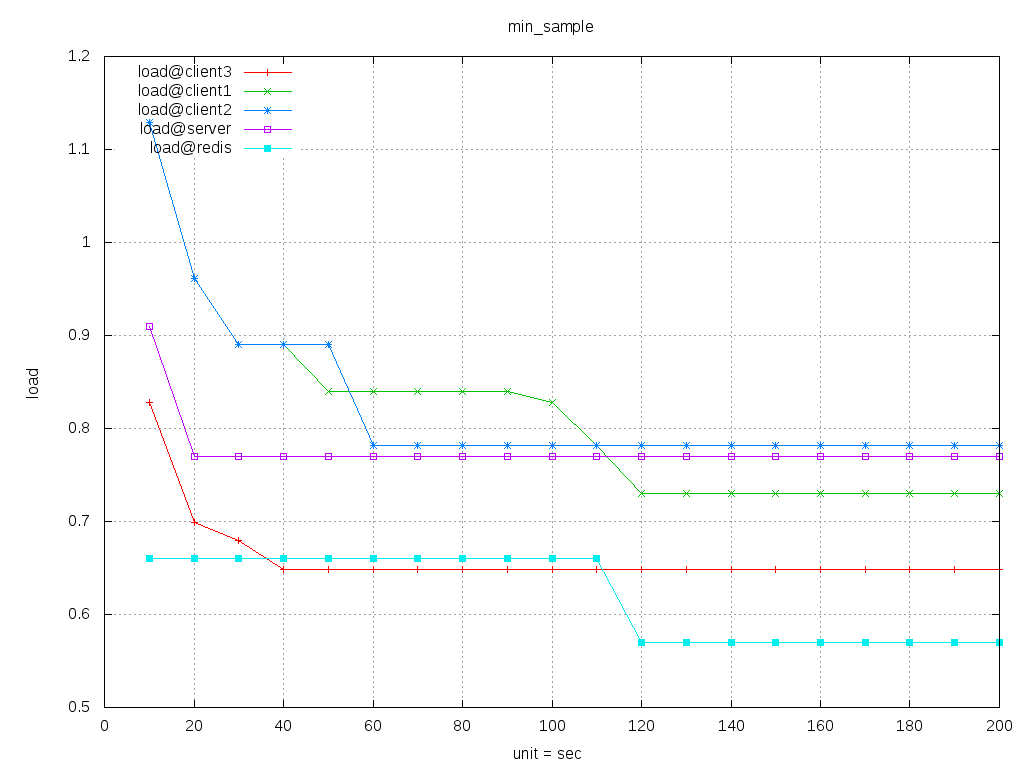 min_sample
load@client3
load@client1
load@client2
load@server
load@redis
1.2
1.1
1
0.9
0.8
0.7
0.6
0.5
load
0 20 40 60 80 100 120 140 160 180 200
unit = sec